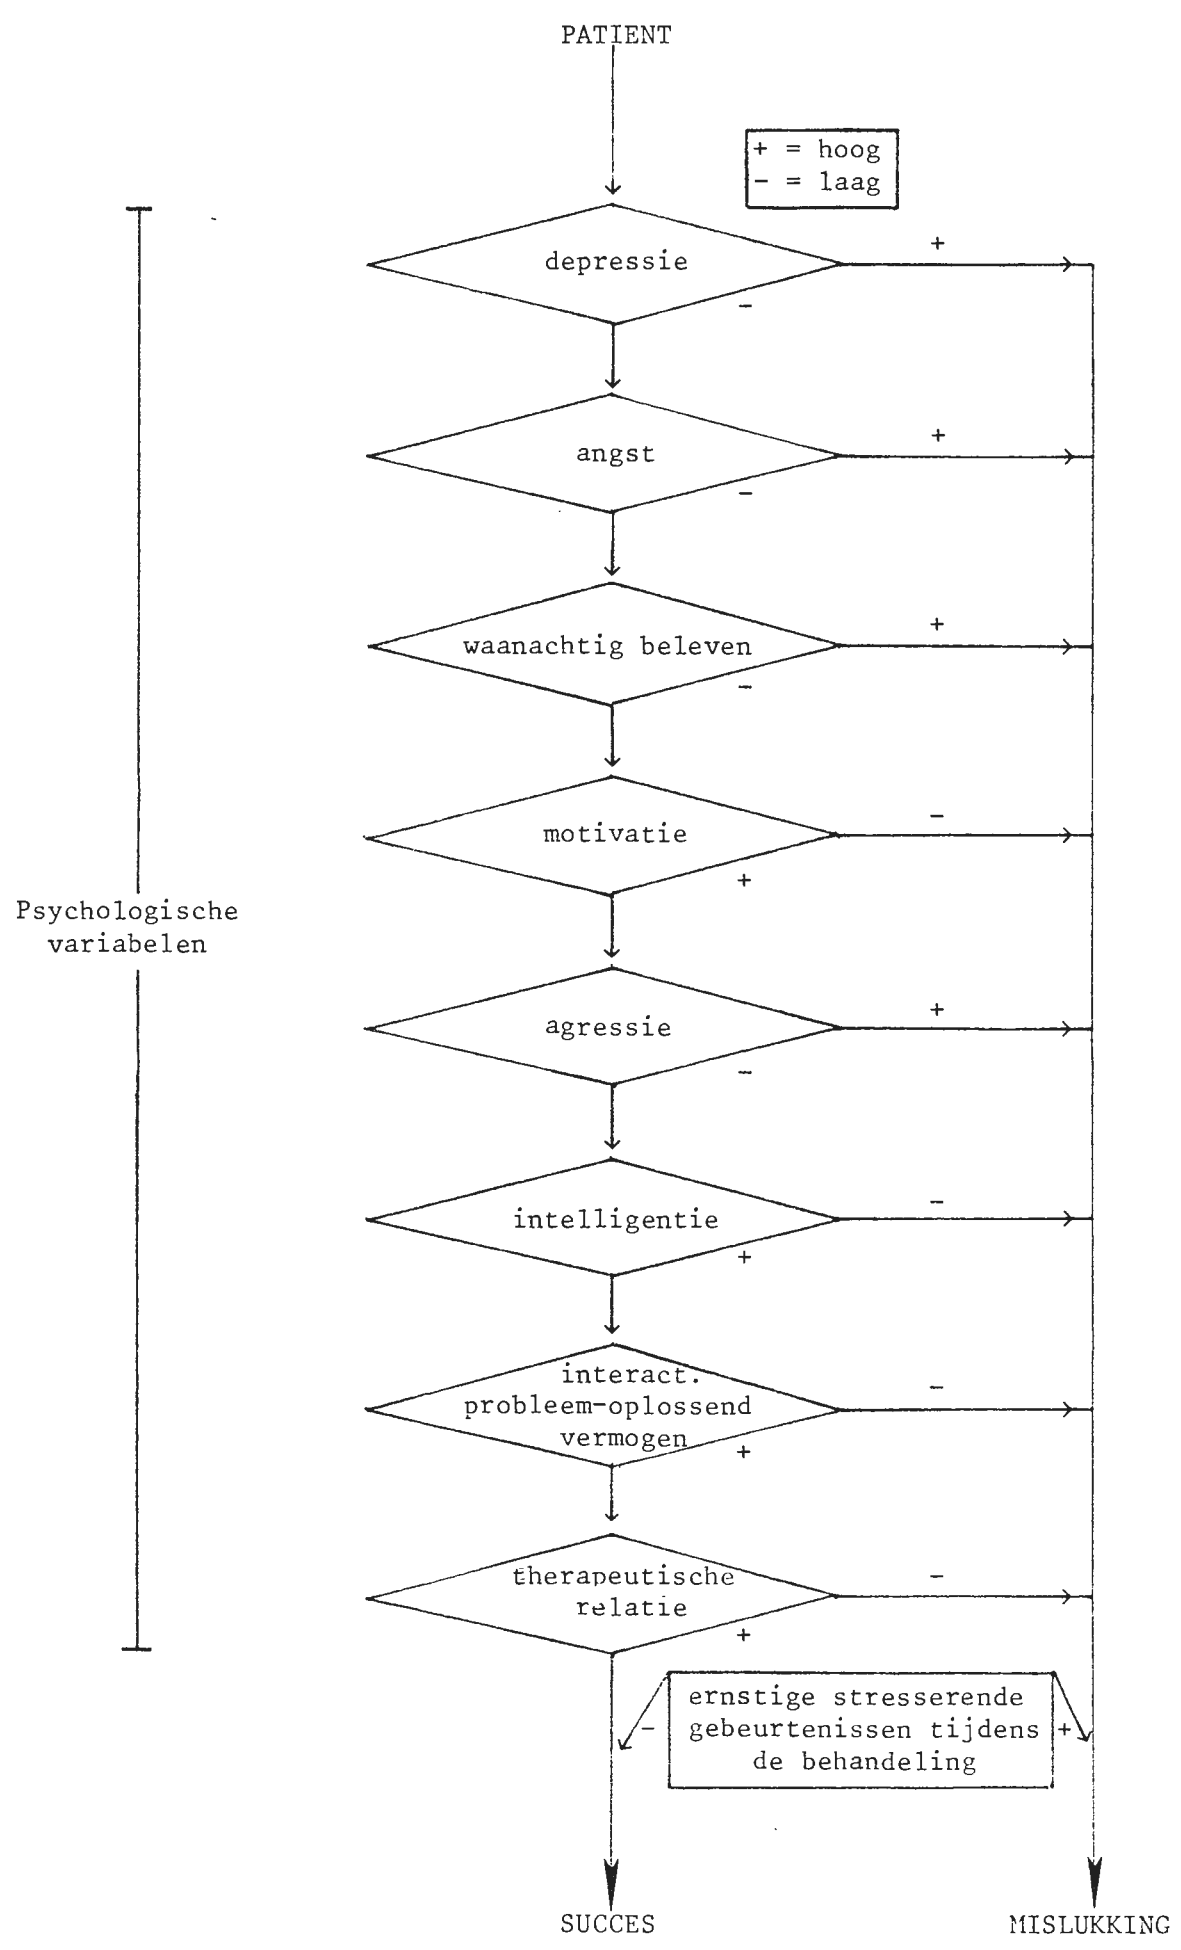 PATIENT
+ = hoog
- = laag
+
depressie
-
+
angst
-
+
waanachtig beleven
-
-
motivatie
+
Psychologische
variabelen
+
agressie
-
-
intelligentie
+
interact.
-
probleem-oplossend
vermogen
+
-
therapeutische
relatie
+
ernstige stresserende
- gebeurtenissen tijdens +
de behandeling
SUCCES
MISLUKKING